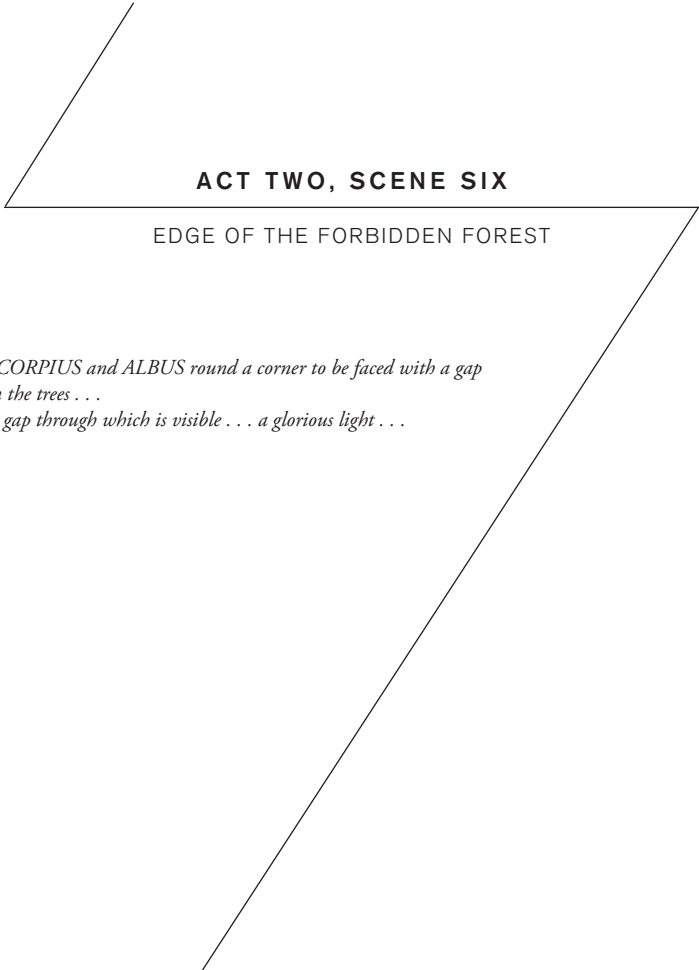 ACT TWO, SCENE SIX
EDGE OF THE FORBIDDEN FOREST
CORPIUS and ALBUS round a corner to be faced with a gap
the trees . . .
gap through which is visible . . . a glorious light . . .